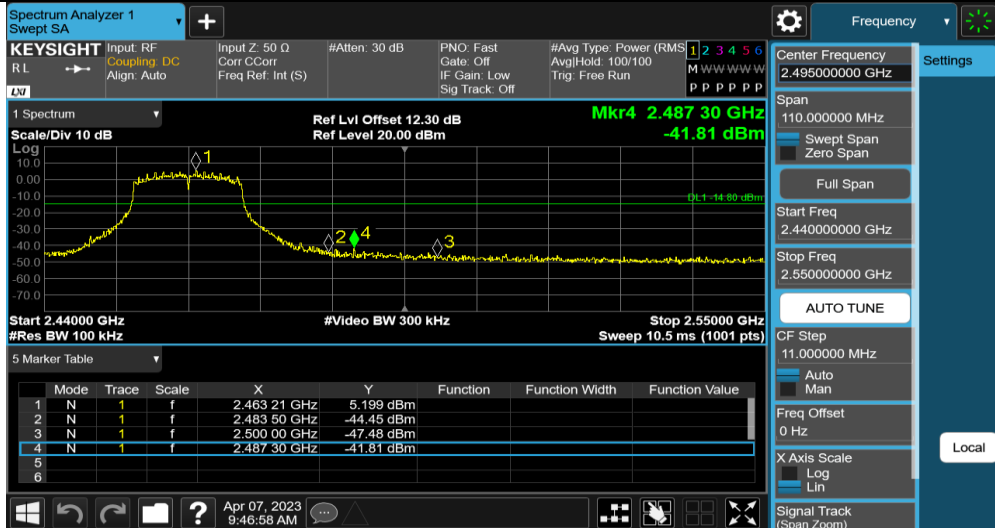 Spectrum Analyzer 1
Swept SA
+
Frequency
KEYSIGHT
RL
LXI
Input: RF
Coupling: DC
Align: Auto
Input Z: 50 Ω
Corr CCorr
Freq Ref: Int (S)
#Atten: 30 dB
PNO: Fast
Gate: Off
IF Gain: Low
Sig Track: Off
#Avg Type: Power (RMS
Avg|Hold: 100/100
Trig: Free Run
1 2 3 4 5 6
M W W W W W
P P P P P P
1 Spectrum
Scale/Div 10 dB
Ref Lvl Offset 12.30 dB
Ref Level 20.00 dBm
Mkr4 2.487 30 GHz
-41.81 dBm
Log
10.0
0.00
-10.0
-20.0
-30.0
-40.0
-50.0
-60.0
-70.0
1
2
4
3
DL1 -14.80 dBm
Start 2.44000 GHz
#Video BW 300 kHz
Stop 2.55000 GHz
#Res BW 100 kHz
Sweep 10.5 ms (1001 pts)
5 Marker Table
Mode Trace Scale X Y Function Function Width Function Value
1 N 1 f 2.463 21 GHz 5.199 dBm
2 N 1 f 2.483 50 GHz -44.45 dBm
3 N 1 f 2.500 00 GHz -47.48 dBm
4 N 1 f 2.487 30 GHz -41.81 dBm
5
6
?
Apr 07, 2023
9:46:58 AM
Center Frequency
2.495000000 GHz
Span
110.000000 MHz
Swept Span
Zero Span
Full Span
Start Freq
2.440000000 GHz
Stop Freq
2.550000000 GHz
AUTO TUNE
CF Step
11.000000 MHz
Auto
Man
Freq Offset
0 Hz
X Axis Scale
Log
Lin
Signal Track
(Span Zoom)
Settings
Local